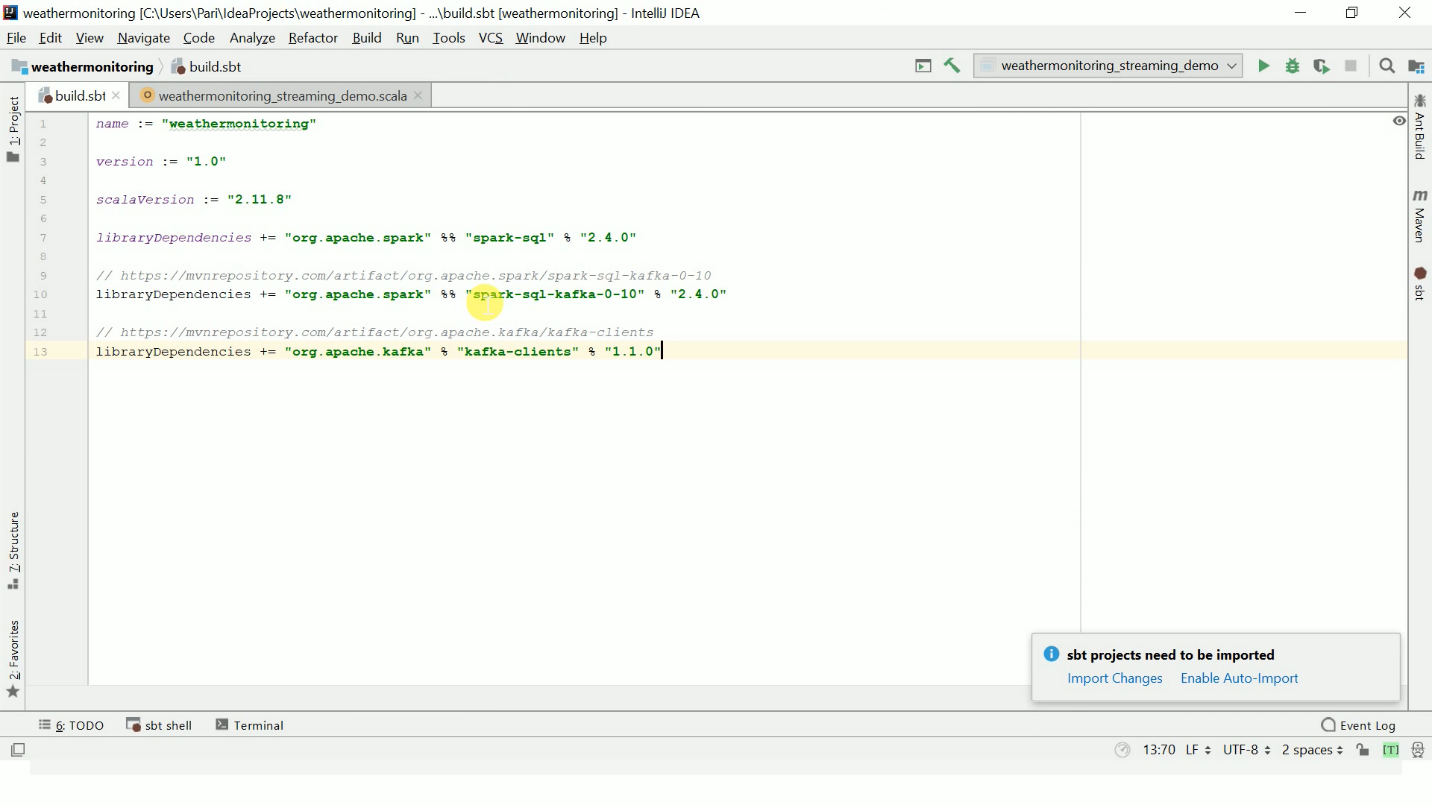 weathermonitoring [C:\Users\Pari\IdeaProjects\weathermonitoring] - ...\build.sbt [weathermonitoring] - IntelliJ IDEA
File Edit View Navigate Code Analyze Refactor Build Run Tools VCS Window Help
weathermonitoring build.sbt weathermonitoring_streaming_demo
build.sbt weathermonitoring_streaming_demo.scala
1: Project
7: Structure
2: Favorites
1 name := "weathermonitoring"
2
3 version := "1.0"
4
5 scalaVersion := "2.11.8"
6
7 libraryDependencies += "org.apache.spark" %% "spark-sql" % "2.4.0"
8
9 // https://mvnrepository.com/artifact/org.apache.spark/spark-sql-kafka-0-10
10 libraryDependencies += "org.apache.spark" %% "spark-sql-kafka-0-10" % "2.4.0"
11
12 // https://mvnrepository.com/artifact/org.apache.kafka/kafka-clients
13 libraryDependencies += "org.apache.kafka" % "kafka-clients" % "1.1.0"
Ant Build
m Maven
sbt
sbt projects need to be imported
Import Changes Enable Auto-Import
6: TODO sbt shell Terminal Event Log
13:70 LF UTF-8 2 spaces [T]